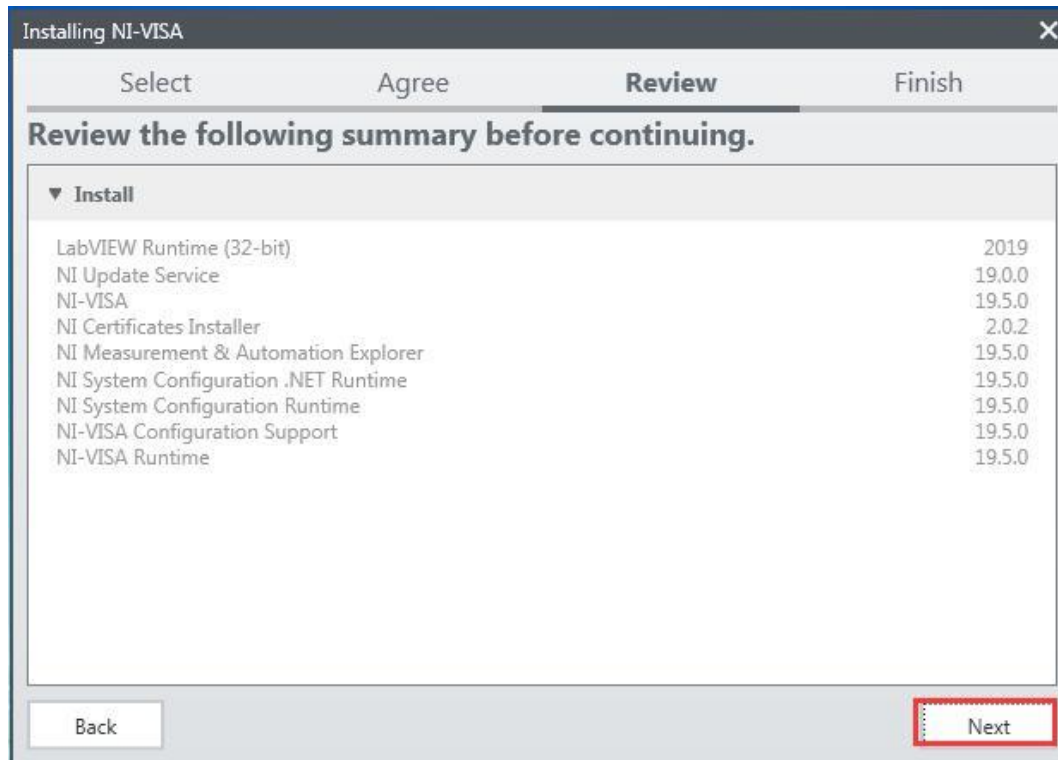 Installing NI-VISA
Select Agree Review Finish
Review the following summary before continuing.
▼ Install
LabVIEW Runtime (32-bit) 2019
NI Update Service 19.0.0
NI-VISA 19.5.0
NI Certificates Installer 2.0.2
NI Measurement & Automation Explorer 19.5.0
NI System Configuration .NET Runtime 19.5.0
NI System Configuration Runtime 19.5.0
NI-VISA Configuration Support 19.5.0
NI-VISA Runtime 19.5.0
Back Next